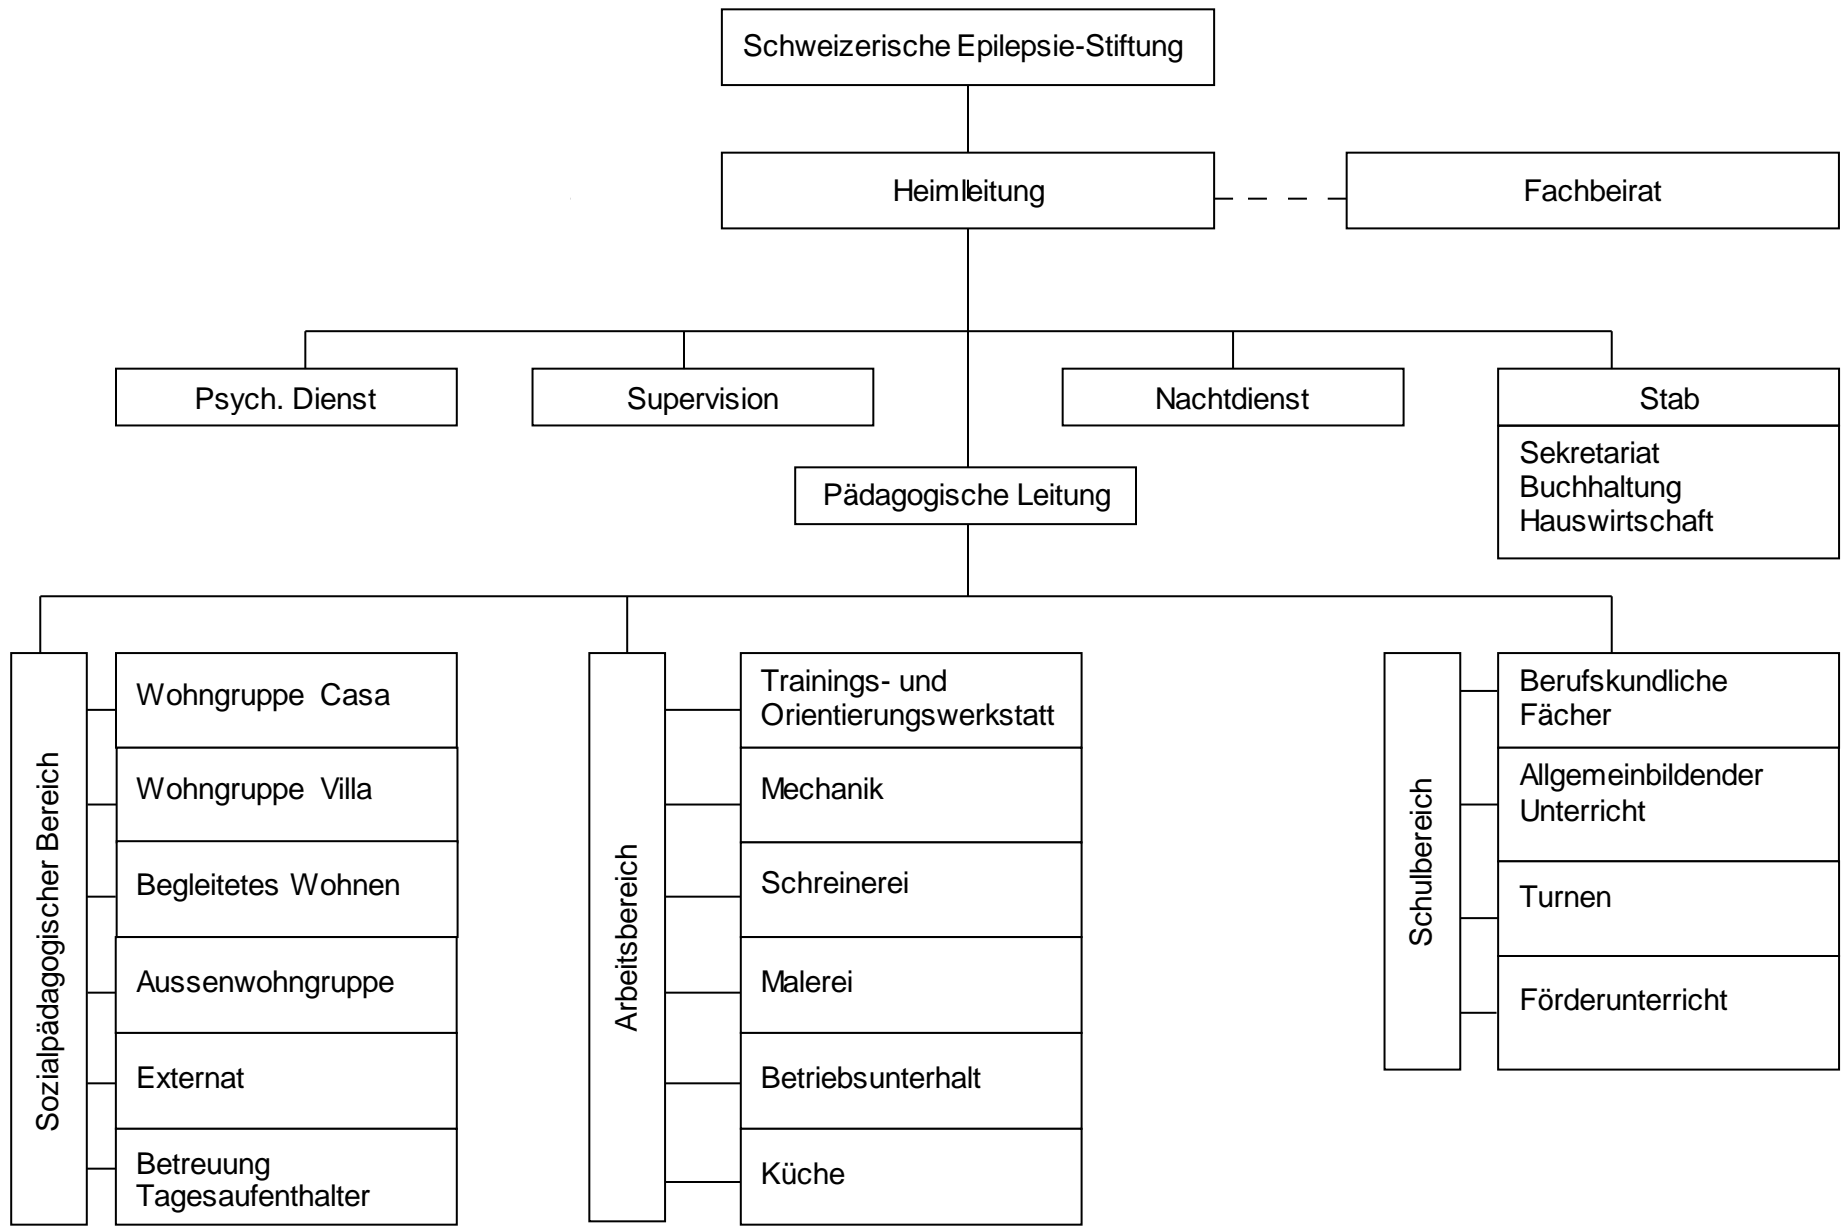 Schweizerische Epilepsie-Stiftung
Heimleitung
Fachbeirat
Psych. Dienst
Supervision
Nachtdienst
Stab
Sekretariat
Buchhaltung
Hauswirtschaft
Pädagogische Leitung
Sozialpädagogischer Bereich
Wohngruppe Casa
Wohngruppe Villa
Begleitetes Wohnen
Aussenwohngruppe
Externat
Betreuung
Tagesaufenthalter
Arbeitsbereich
Trainings- und
Orientierungswerkstatt
Mechanik
Schreinerei
Malerei
Betriebsunterhalt
Küche
Schulbereich
Berufskundliche
Fächer
Allgemeinbildender
Unterricht
Turnen
Förderunterricht